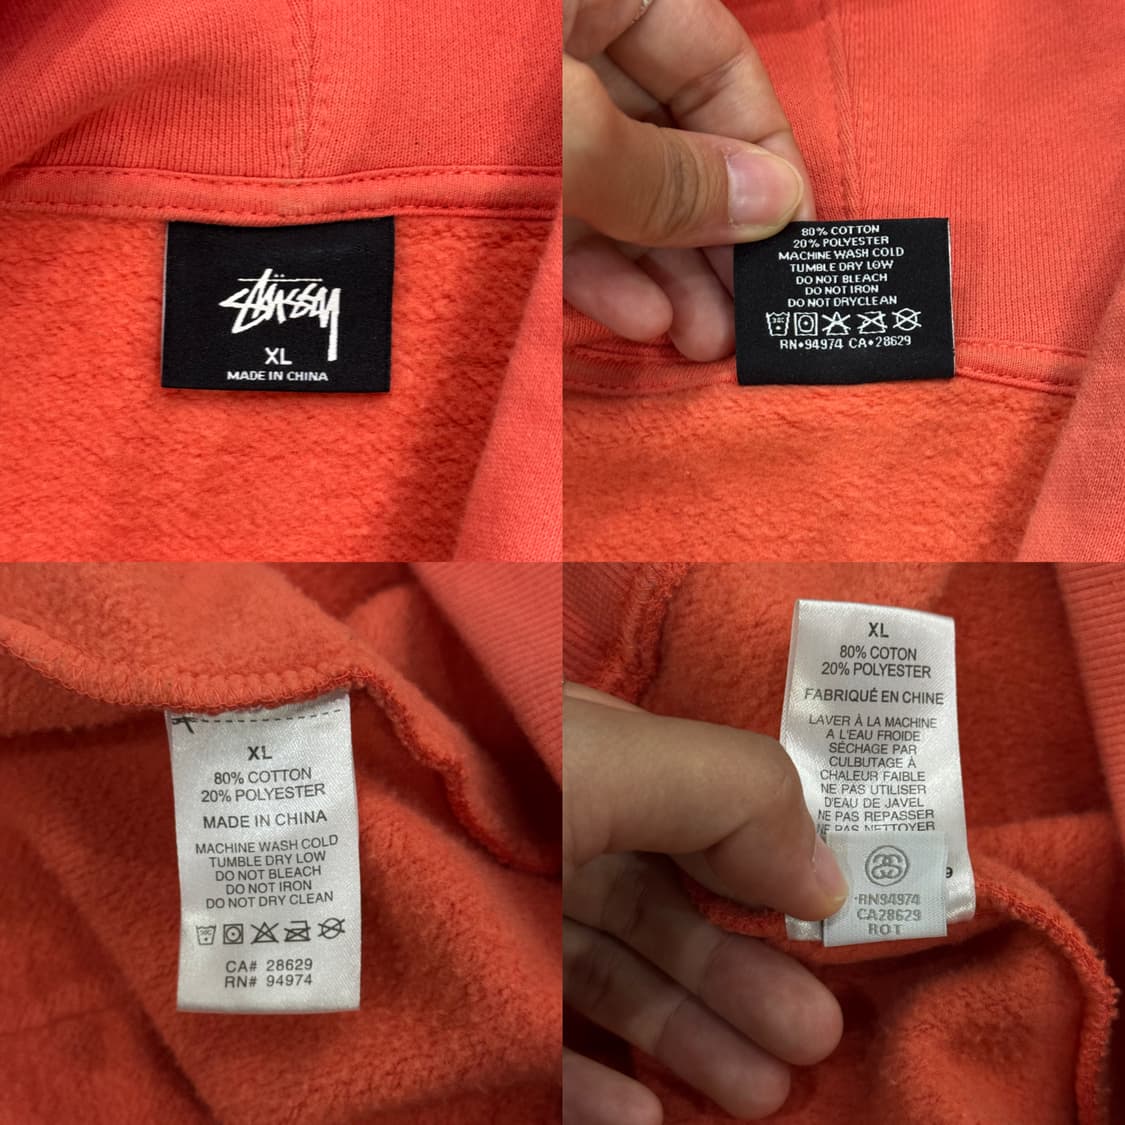 Stüssy
XL
MADE IN CHINA
80% COTTON
20% POLYESTER
MACHINE WASH COLD
TUMBLE DRY LOW
DO NOT BLEACH
DO NOT IRON
DO NOT DRYCLEAN
RN•94974 CA•28629
XL
80% COTTON
20% POLYESTER
MADE IN CHINA
MACHINE WASH COLD
TUMBLE DRY LOW
DO NOT BLEACH
DO NOT IRON
DO NOT DRY CLEAN
CA# 28629
RN# 94974
XL
80% COTON
20% POLYESTER
FABRIQUÉ EN CHINE
LAVER À LA MACHINE
A L'EAU FROIDE
SÉCHAGE PAR
CULBUTAGE À
CHALEUR FAIBLE
NE PAS UTILISER
D'EAU DE JAVEL
NE PAS REPASSER
NE PAS NETTOYER
9
RN94974
CA28629
ROT